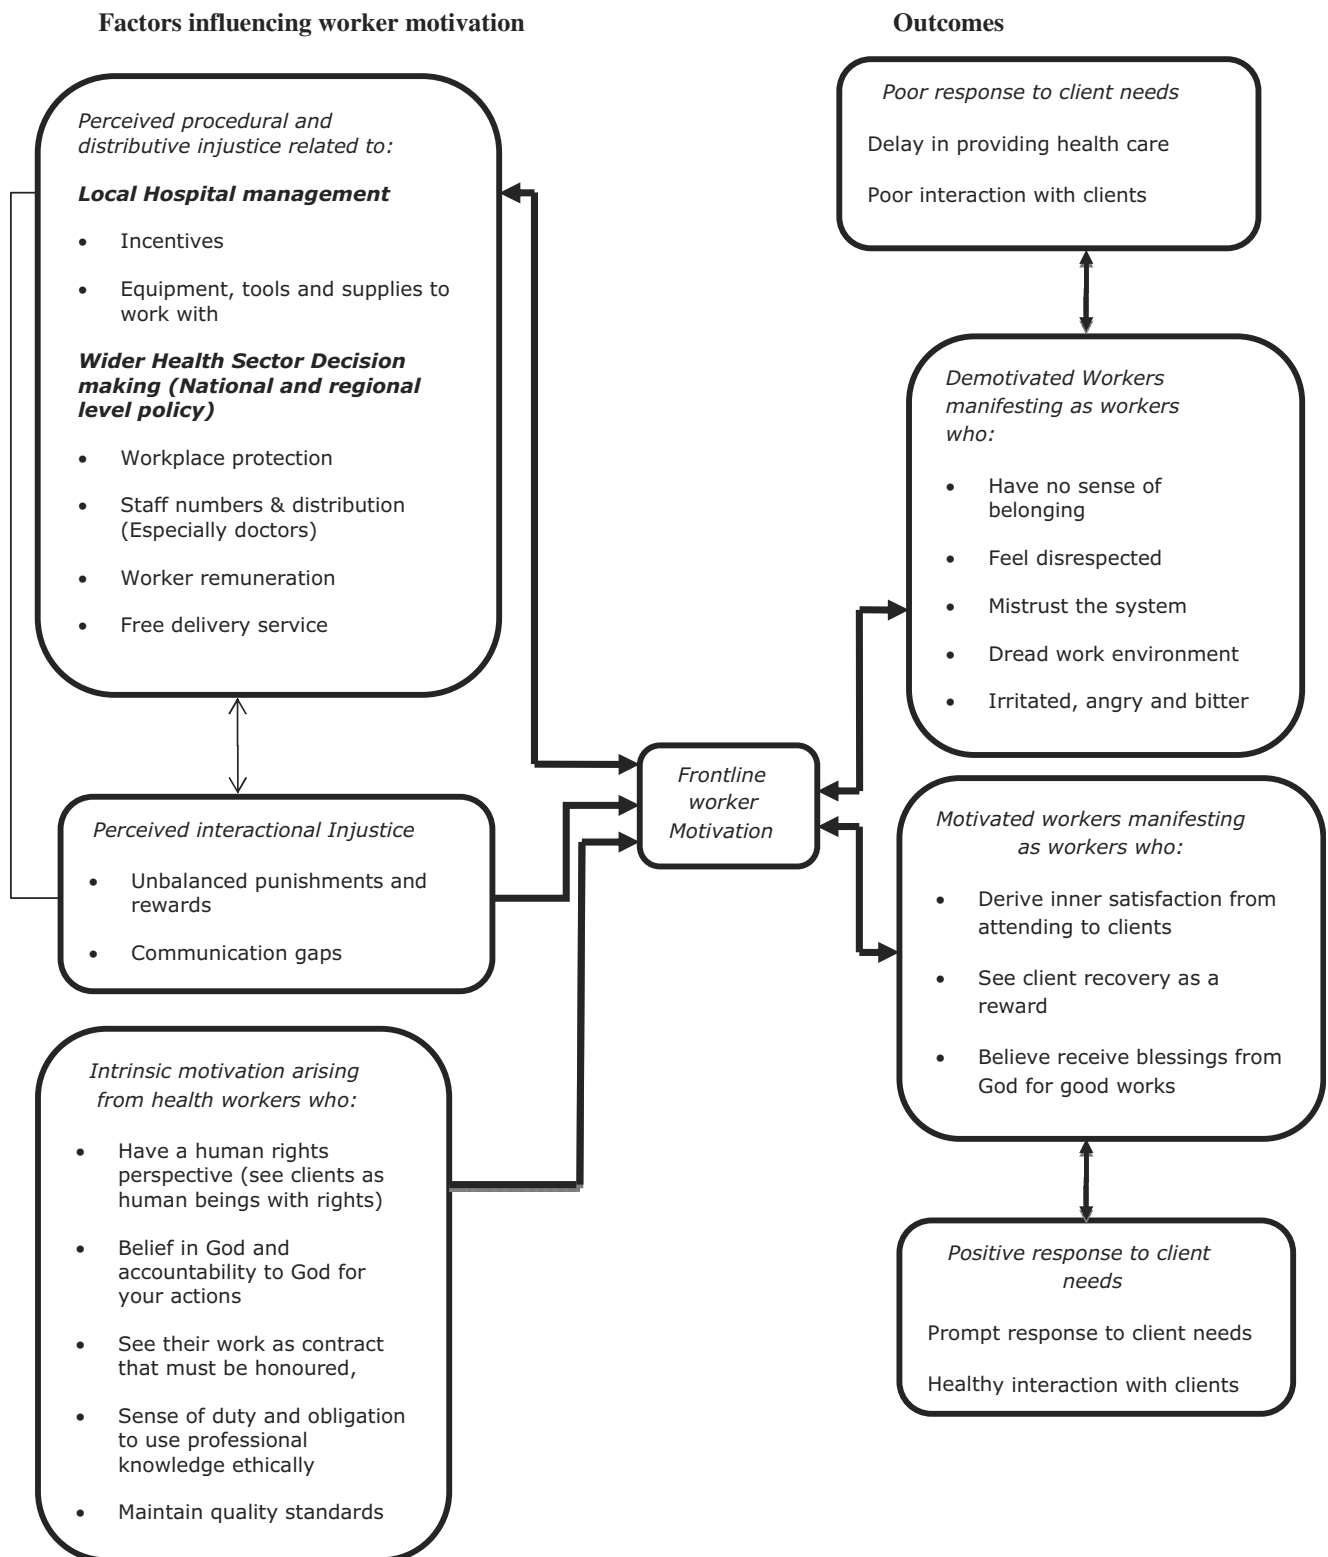 Factors influencing worker motivation
Outcomes
Perceived procedural and
distributive injustice related to:
Local Hospital management
• Incentives
• Equipment, tools and supplies to
work with
Wider Health Sector Decision
making (National and regional
level policy)
• Workplace protection
• Staff numbers & distribution
(Especially doctors)
• Worker remuneration
• Free delivery service
Perceived interactional Injustice
• Unbalanced punishments and
rewards
• Communication gaps
Intrinsic motivation arising
from health workers who:
• Have a human rights
perspective (see clients as
human beings with rights)
• Belief in God and
accountability to God for
your actions
• See their work as contract
that must be honoured,
• Sense of duty and obligation
to use professional
knowledge ethically
• Maintain quality standards
Frontline
worker
Motivation
Poor response to client needs
Delay in providing health care
Poor interaction with clients
Demotivated Workers
manifesting as workers
who:
• Have no sense of
belonging
• Feel disrespected
• Mistrust the system
• Dread work environment
• Irritated, angry and bitter
Motivated workers manifesting
as workers who:
• Derive inner satisfaction from
attending to clients
• See client recovery as a
reward
• Believe receive blessings from
God for good works
Positive response to client
needs
Prompt response to client needs
Healthy interaction with clients